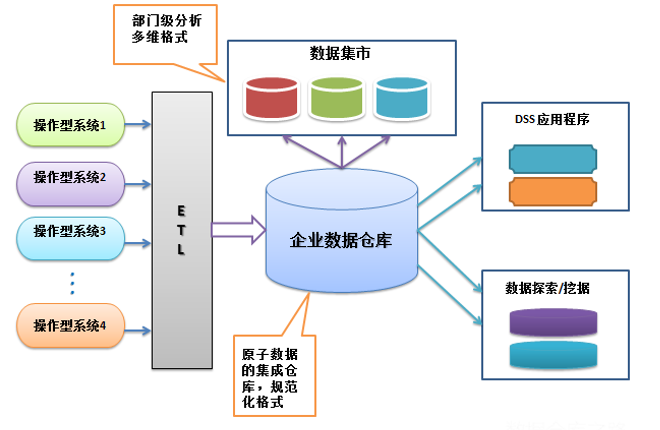 部门级分析
多维格式
数据集市
操作型系统1
操作型系统2
操作型系统3
操作型系统4
E
T
L
企业数据仓库
DSS 应用程序
数据探索/挖掘
原子数据
的集成仓
库，规范
化格式